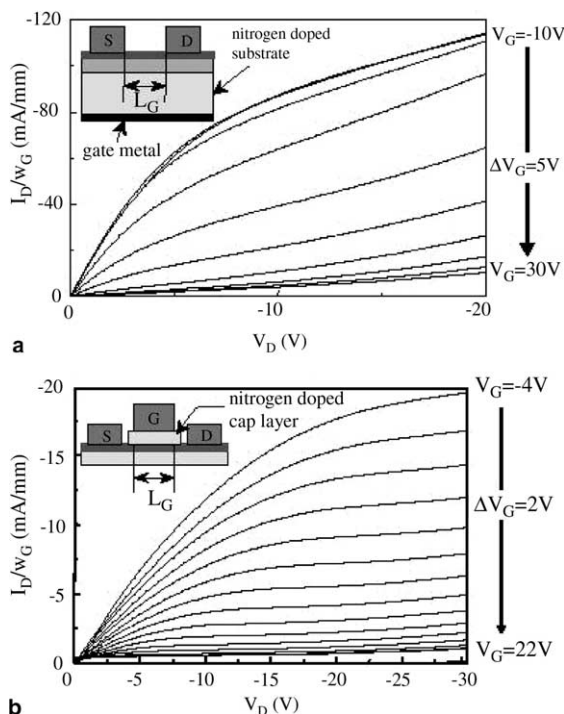 -120
-80
-40
0
I_D/w_G (mA/mm)
S
D
L_G
gate metal
nitrogen doped
substrate
V_G=-10V
ΔV_G=5V
V_G=30V
0
-10
-20
V_D (V)
a
-20
-15
-10
-5
0
I_D/w_G (mA/mm)
G
S
D
L_G
nitrogen doped
cap layer
V_G=-4V
ΔV_G=2V
V_G=22V
0
-5
-10
-15
-20
-25
-30
V_D (V)
b